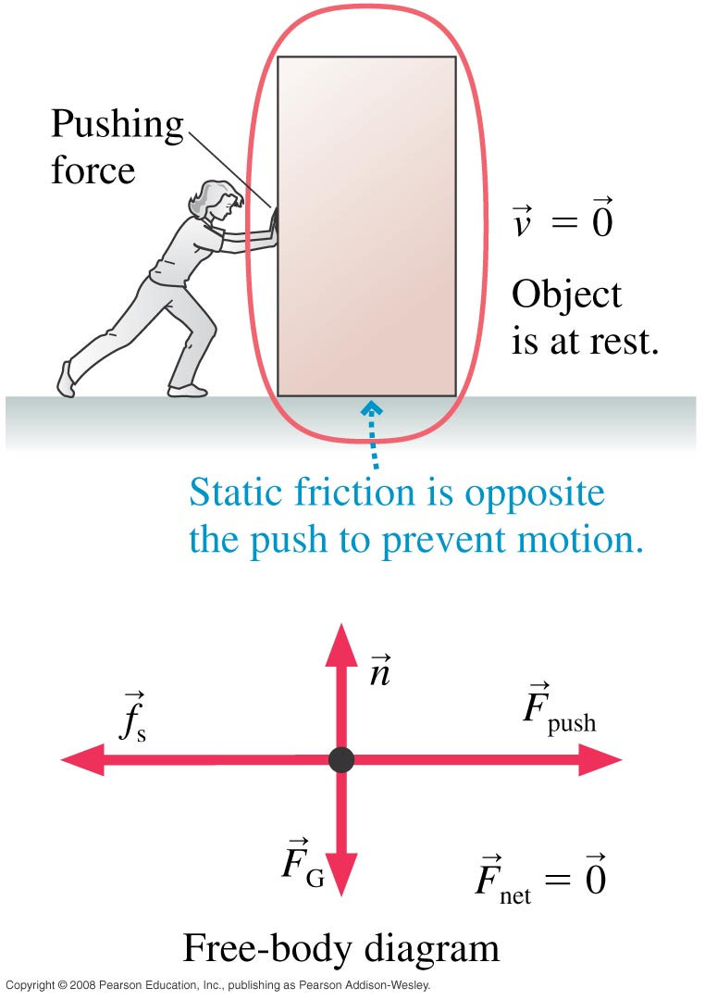 Pushing
force
v⃗ = 0⃗
Object
is at rest.
Static friction is opposite
the push to prevent motion.
n⃗
f⃗s
F⃗push
F⃗G
F⃗net = 0⃗
Free-body diagram
Copyright © 2008 Pearson Education, Inc., publishing as Pearson Addison-Wesley.